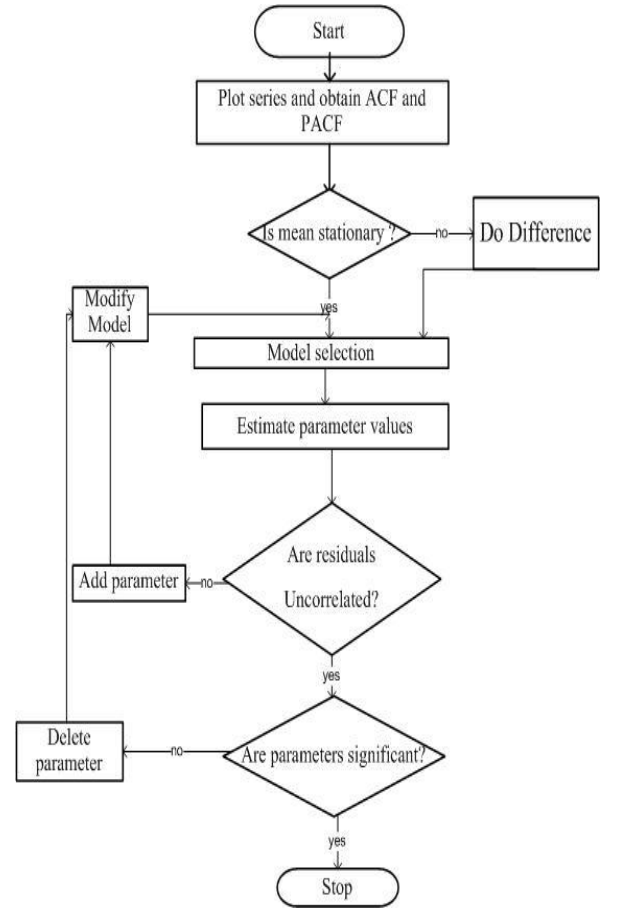 Start
Plot series and obtain ACF and
PACF
Is mean stationary ?
no
Do Difference
yes
Modify
Model
Model selection
Estimate parameter values
Are residuals
Uncorrelated?
no
Add parameter
yes
Are parameters significant?
no
Delete
parameter
yes
Stop